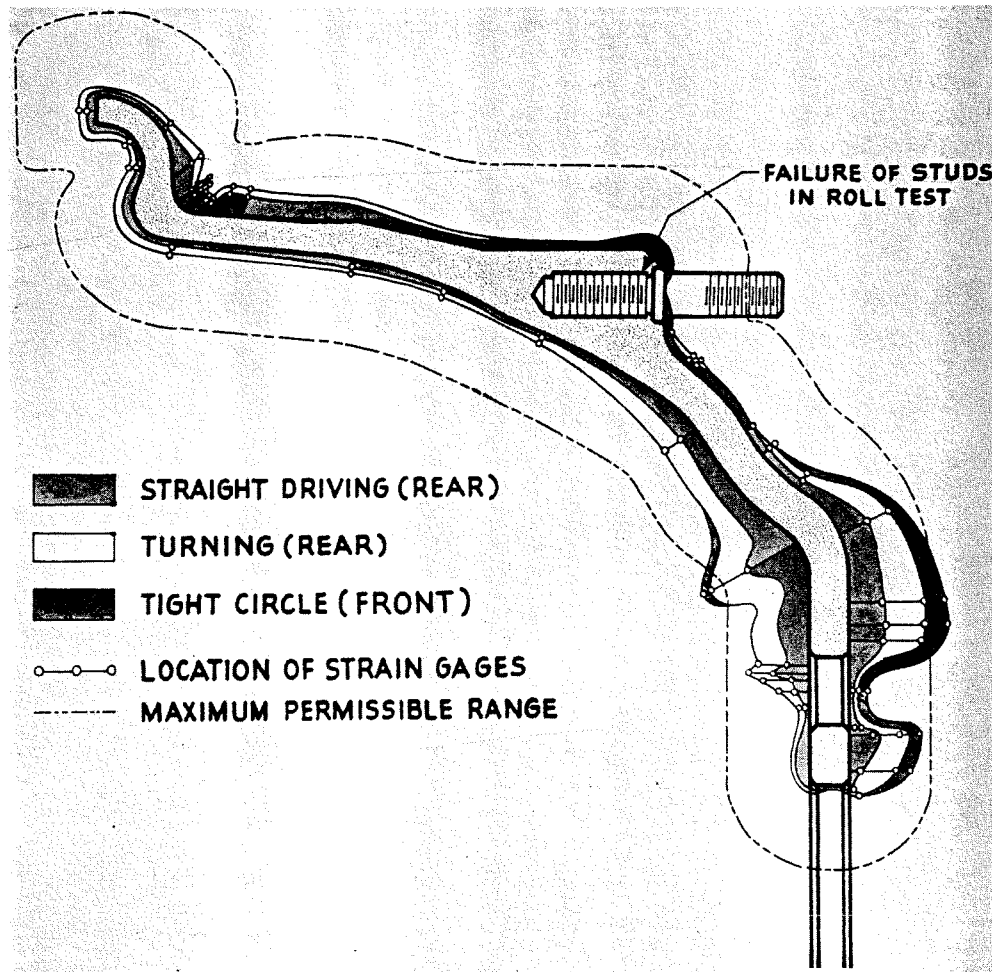 FAILURE OF STUDS
IN ROLL TEST
STRAIGHT DRIVING (REAR)
TURNING (REAR)
TIGHT CIRCLE (FRONT)
LOCATION OF STRAIN GAGES
MAXIMUM PERMISSIBLE RANGE